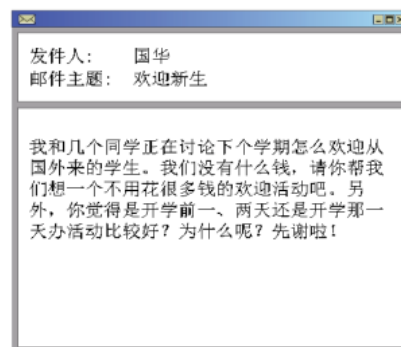 发件人: 国华
邮件主题: 欢迎新生
我和几个同学正在讨论下个学期怎么欢迎从
国外来的学生。我们没有什么钱，请你帮我
们想一个不用花很多钱的欢迎活动吧。另
外，你觉得是开学前一、两天还是开学那一
天办活动比较好？为什么呢？先谢啦！